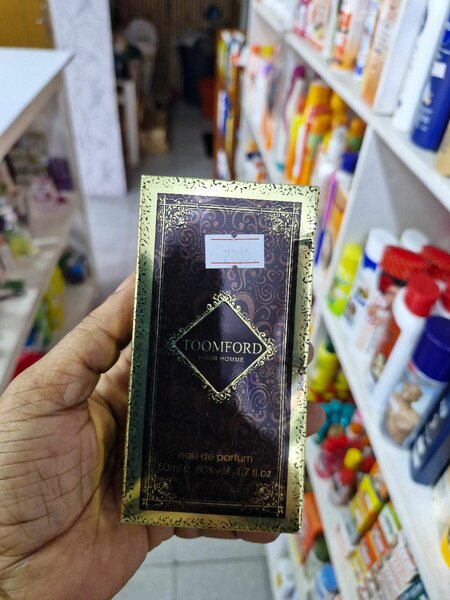 2000
TOOMFORD
POUR HOMME
eau de parfum
50ml e 80%vol 1.7 fl.oz